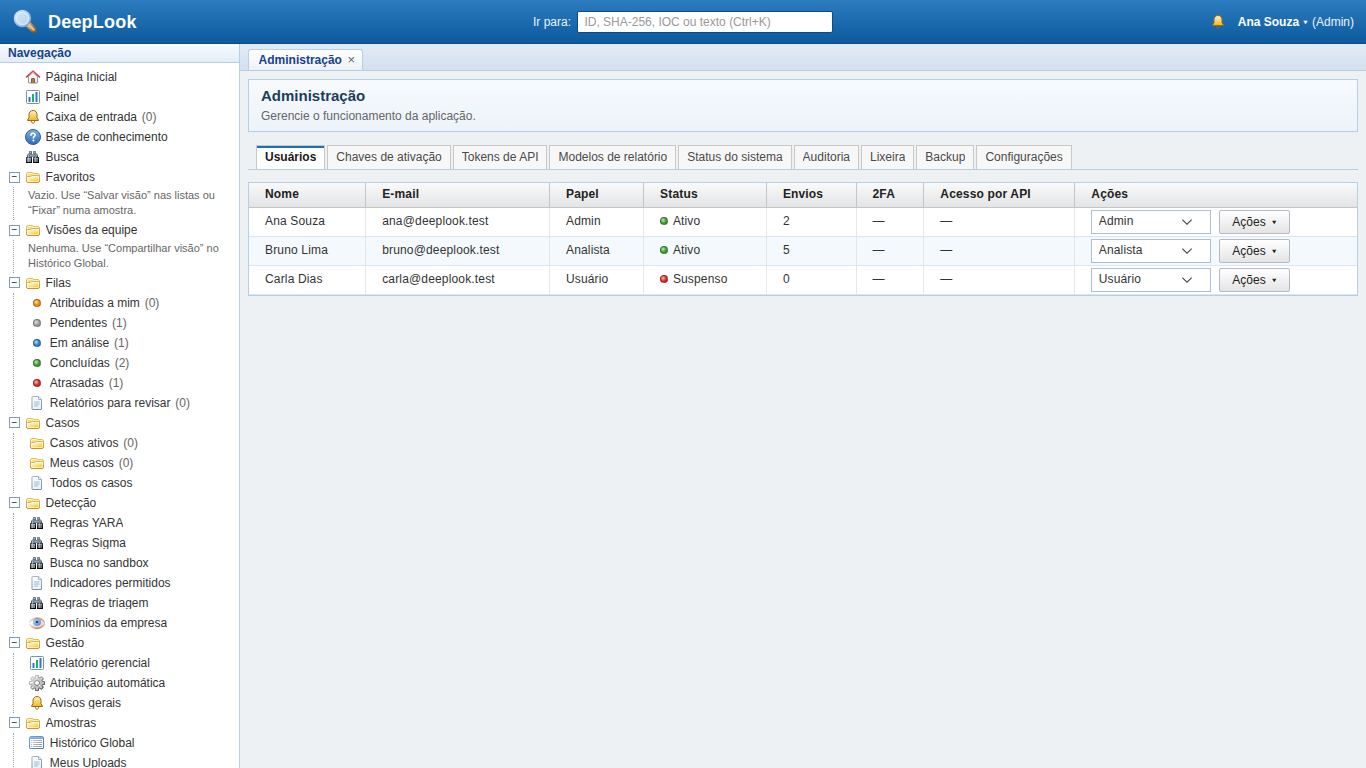 DeepLook
Ir para: ID, SHA-256, IOC ou texto (Ctrl+K)
Ana Souza ▾ (Admin)
Navegação
Página Inicial
Painel
Caixa de entrada (0)
Base de conhecimento
Busca
Favoritos
Vazio. Use “Salvar visão” nas listas ou
“Fixar” numa amostra.
Visões da equipe
Nenhuma. Use “Compartilhar visão” no
Histórico Global.
Filas
Atribuídas a mim (0)
Pendentes (1)
Em análise (1)
Concluídas (2)
Atrasadas (1)
Relatórios para revisar (0)
Casos
Casos ativos (0)
Meus casos (0)
Todos os casos
Detecção
Regras YARA
Regras Sigma
Busca no sandbox
Indicadores permitidos
Regras de triagem
Domínios da empresa
Gestão
Relatório gerencial
Atribuição automática
Avisos gerais
Amostras
Histórico Global
Meus Uploads
Administração ×
Administração
Gerencie o funcionamento da aplicação.
Usuários Chaves de ativação Tokens de API Modelos de relatório Status do sistema Auditoria Lixeira Backup Configurações
Nome E-mail Papel Status Envios 2FA Acesso por API Ações
Ana Souza ana@deeplook.test Admin Ativo 2 — — Admin Ações ▾
Bruno Lima bruno@deeplook.test Analista Ativo 5 — — Analista Ações ▾
Carla Dias carla@deeplook.test Usuário Suspenso 0 — — Usuário Ações ▾